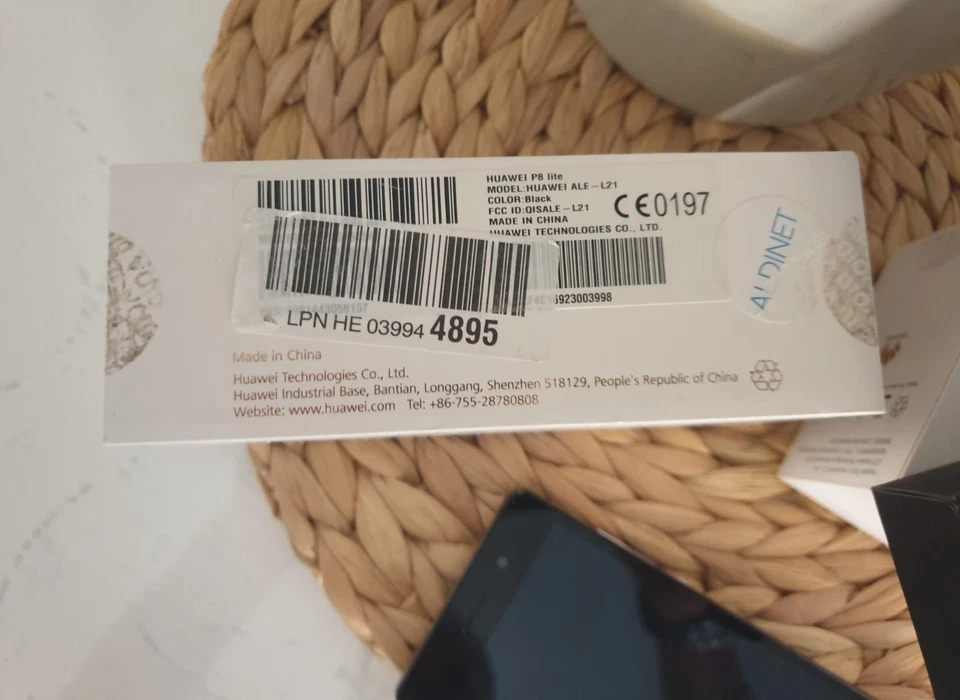 HUAWEI P8 lite
MODEL:HUAWEI ALE-L21
COLOR:Black
FCC ID:QISALE-L21
MADE IN CHINA
HUAWEI TECHNOLOGIES CO., LTD.
CE0197
ALDINET
16923003998
LPN HE 03994 4895
Made in China
Huawei Technologies Co., Ltd.
Huawei Industrial Base, Bantian, Longgang, Shenzhen 518129, People's Republic of China
Website: www.huawei.com Tel: +86-755-28780808